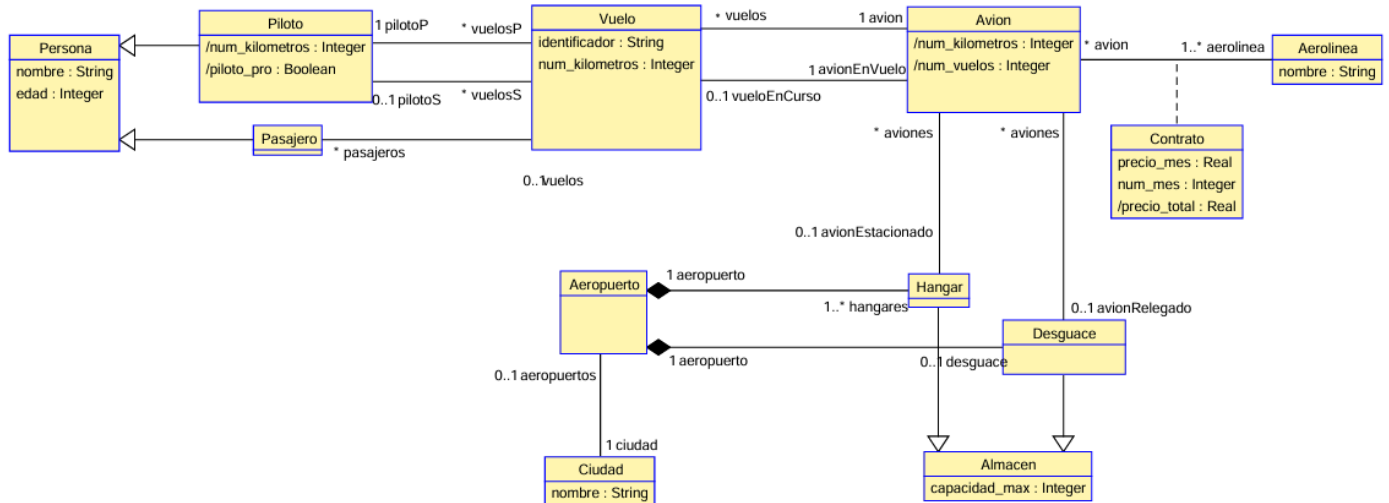 Persona
nombre : String
edad : Integer
Piloto
/num_kilometros : Integer
/piloto_pro : Boolean
1 pilotoP
* vuelosP
0..1 pilotoS
* vuelosS
Pasajero
* pasajeros
0..1 vuelos
Vuelo
identificador : String
num_kilometros : Integer
* vuelos
1 avion
1 avionEnVuelo
0..1 vueloEnCurso
Avion
/num_kilometros : Integer
/num_vuelos : Integer
* avion
1..* aerolinea
Aerolinea
nombre : String
Contrato
precio_mes : Real
num_mes : Integer
/precio_total : Real
* aviones
* aviones
0..1 avionEstacionado
0..1 avionRelegado
Aeropuerto
1 aeropuerto
1..* hangares
Hangar
1 aeropuerto
0..1 desguace
Desguace
0..1 aeropuertos
1 ciudad
Ciudad
nombre : String
Almacen
capacidad_max : Integer